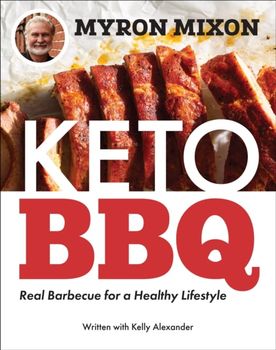 MYRON MIXON
KETO
BBQ
Real Barbecue for a Healthy Lifestyle
Written with Kelly Alexander